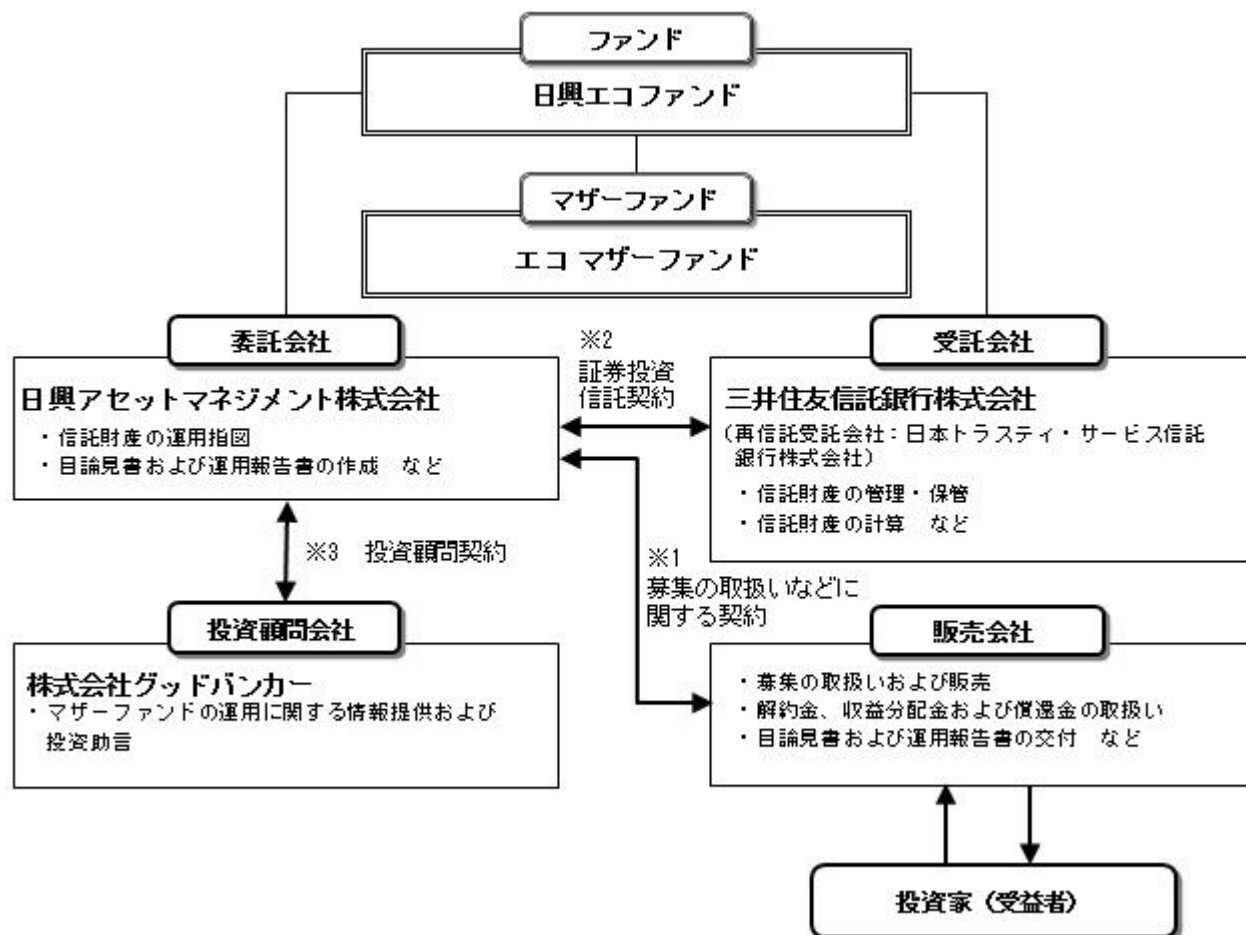 ファンド
日興エコファンド
マザーファンド
エコ マザーファンド
委託会社
日興アセットマネジメント株式会社
・信託財産の運用指図
・目論見書および運用報告書の作成　など
※2
証券投資
信託契約
受託会社
三井住友信託銀行株式会社
（再信託受託会社：日本トラスティ・サービス信託
銀行株式会社）
・信託財産の管理・保管
・信託財産の計算　など
※3　投資顧問契約
※1
募集の取扱いなどに
関する契約
投資顧問会社
株式会社グッドバンカー
・マザーファンドの運用に関する情報提供および
投資助言
販売会社
・募集の取扱いおよび販売
・解約金、収益分配金および償還金の取扱い
・目論見書および運用報告書の交付　など
投資家（受益者）